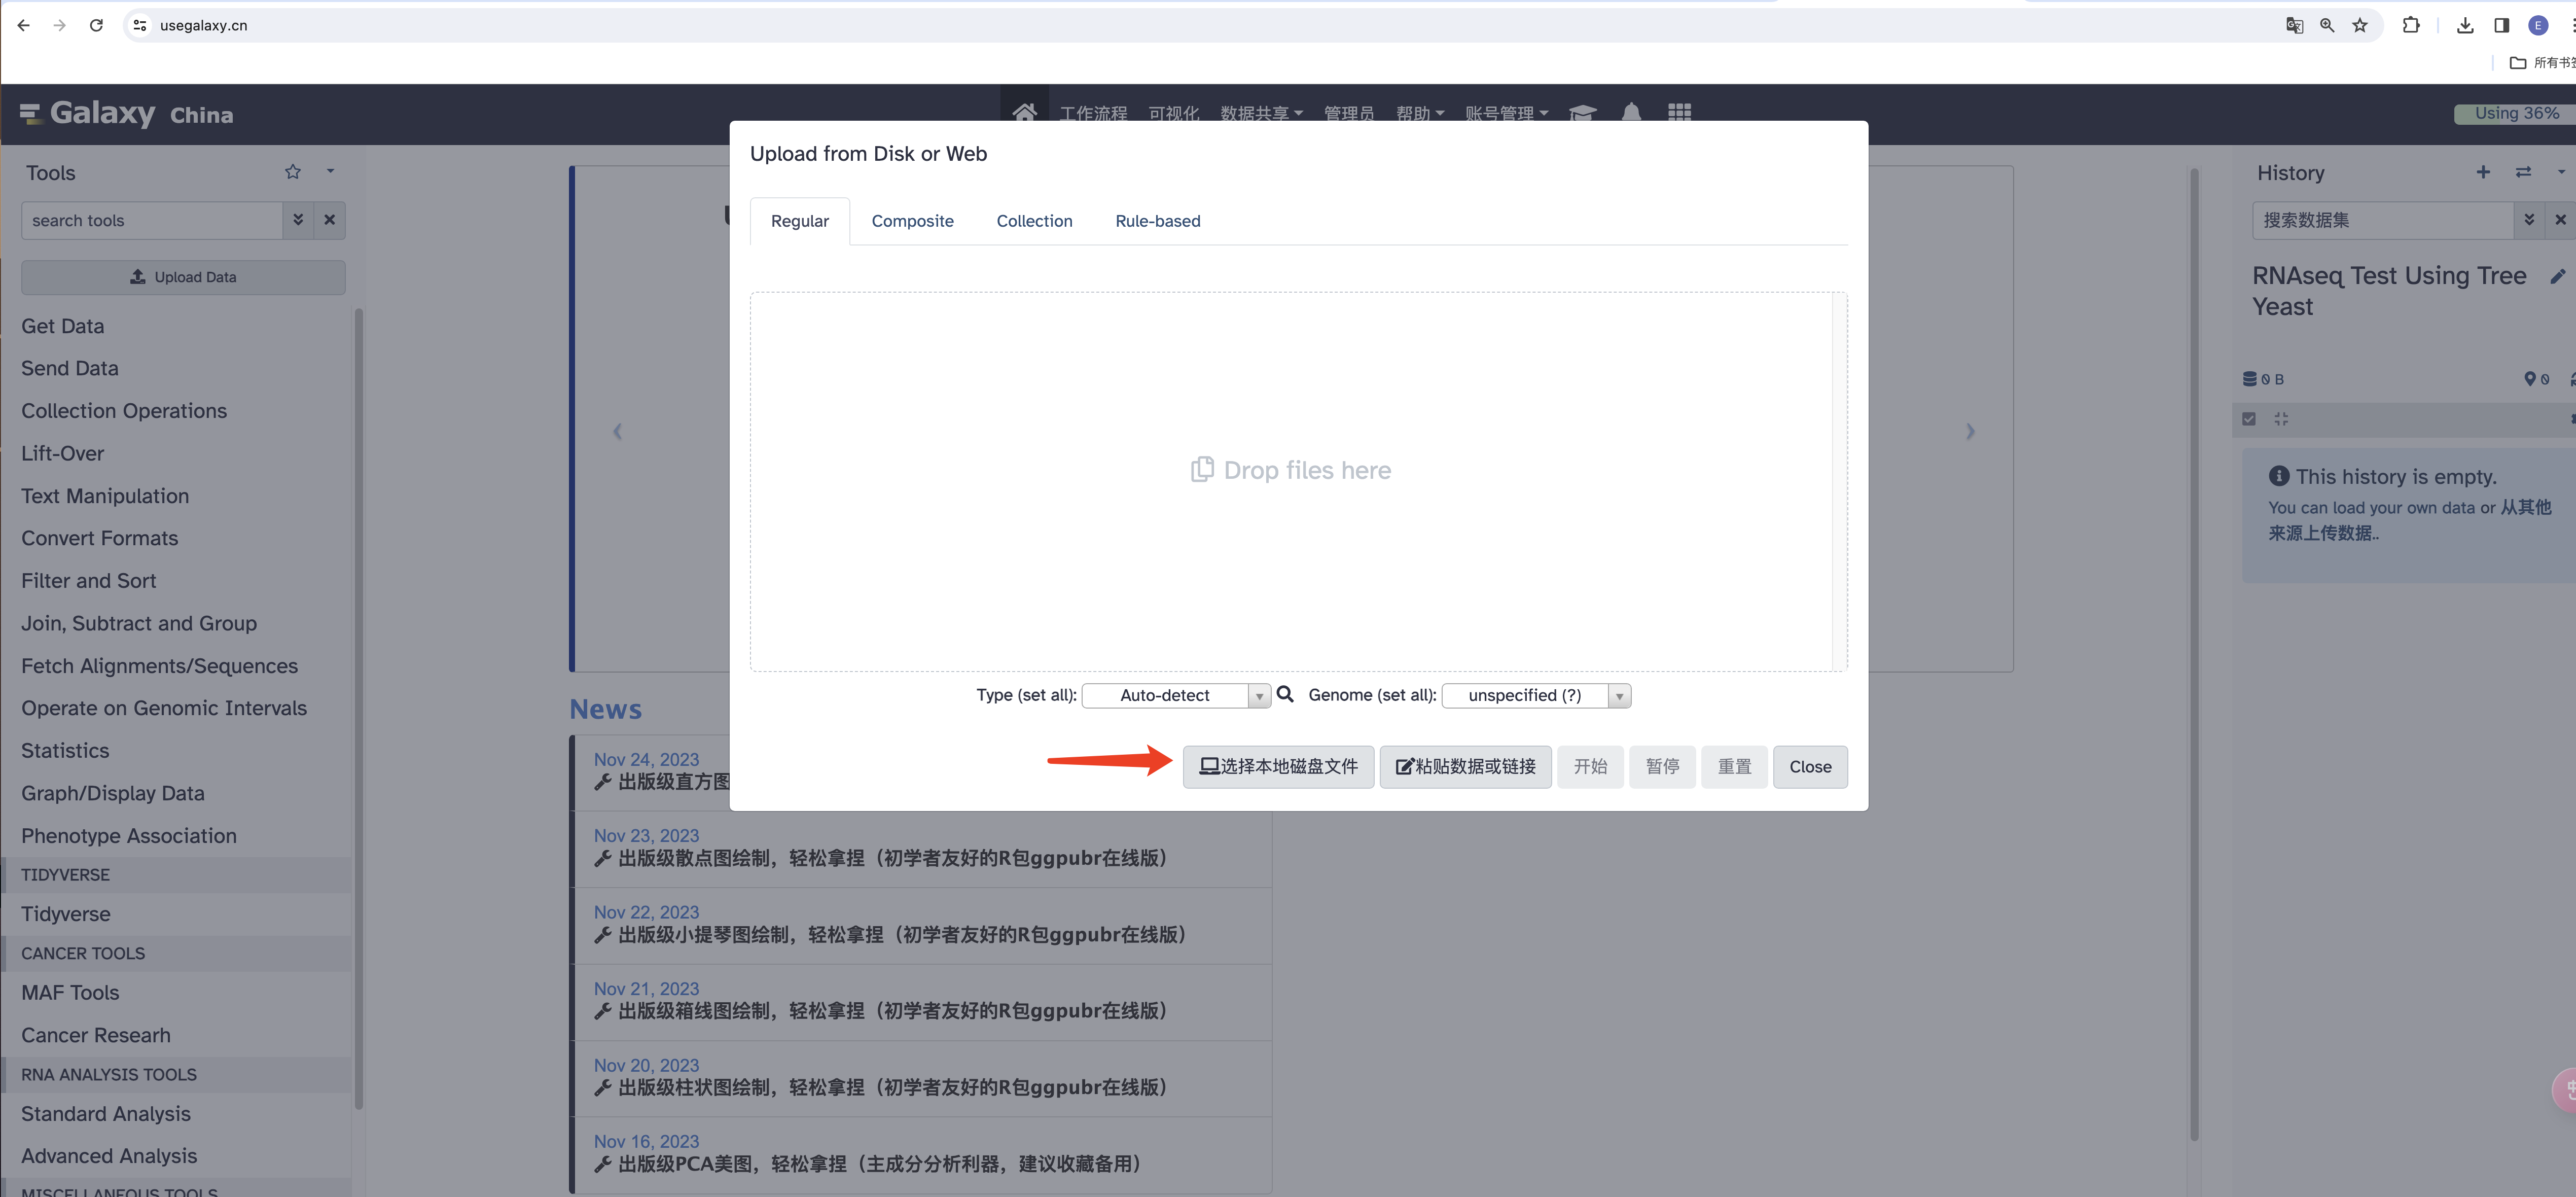 usegalaxy.cn
E
所有书
Galaxy China
工作流程 可视化 数据共享 管理员 帮助 账号管理
Using 36%
Tools
search tools
Upload Data
Get Data
Send Data
Collection Operations
Lift-Over
Text Manipulation
Convert Formats
Filter and Sort
Join, Subtract and Group
Fetch Alignments/Sequences
Operate on Genomic Intervals
Statistics
Graph/Display Data
Phenotype Association
TIDYVERSE
Tidyverse
CANCER TOOLS
MAF Tools
Cancer Researh
RNA ANALYSIS TOOLS
Standard Analysis
Advanced Analysis
MISCELLANEOUS TOOLS
Upload from Disk or Web
Regular Composite Collection Rule-based
Drop files here
Type (set all): Auto-detect Genome (set all): unspecified (?)
选择本地磁盘文件 粘贴数据或链接 开始 暂停 重置 Close
News
Nov 24, 2023
出版级直方图
Nov 23, 2023
出版级散点图绘制，轻松拿捏（初学者友好的R包ggpubr在线版）
Nov 22, 2023
出版级小提琴图绘制，轻松拿捏（初学者友好的R包ggpubr在线版）
Nov 21, 2023
出版级箱线图绘制，轻松拿捏（初学者友好的R包ggpubr在线版）
Nov 20, 2023
出版级柱状图绘制，轻松拿捏（初学者友好的R包ggpubr在线版）
Nov 16, 2023
出版级PCA美图，轻松拿捏（主成分分析利器，建议收藏备用）
History
搜索数据集
RNAseq Test Using Tree
Yeast
0 B
0
This history is empty.
You can load your own data or 从其他
来源上传数据..